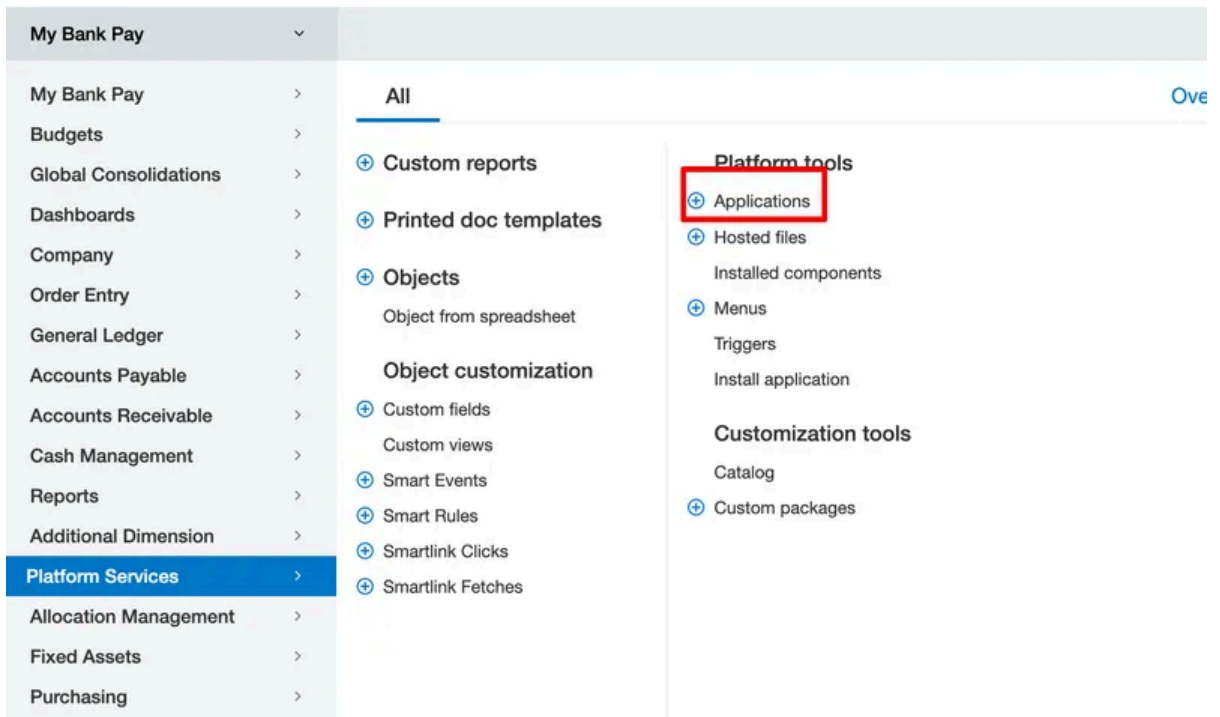 My Bank Pay
My Bank Pay
Budgets
Global Consolidations
Dashboards
Company
Order Entry
General Ledger
Accounts Payable
Accounts Receivable
Cash Management
Reports
Additional Dimension
Platform Services
Allocation Management
Fixed Assets
Purchasing
All
Ove
Custom reports
Printed doc templates
Objects
Object from spreadsheet
Object customization
Custom fields
Custom views
Smart Events
Smart Rules
Smartlink Clicks
Smartlink Fetches
Platform tools
Applications
Hosted files
Installed components
Menus
Triggers
Install application
Customization tools
Catalog
Custom packages